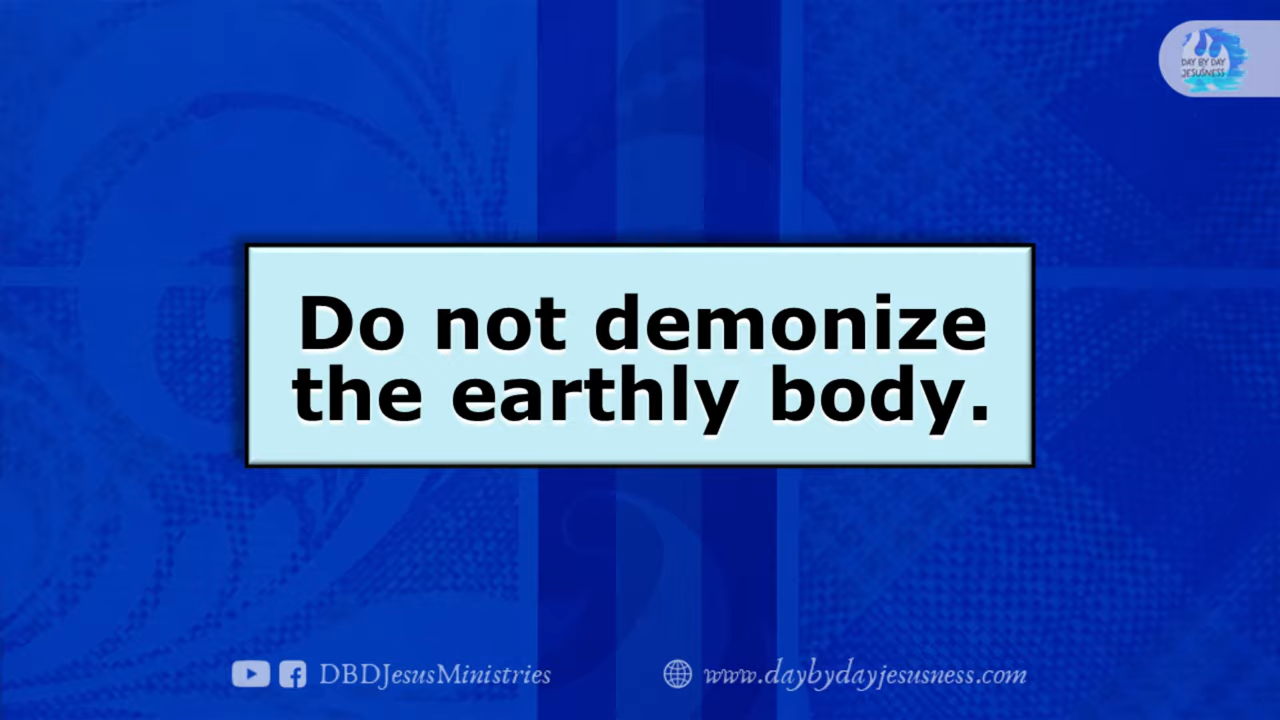 DAY BY DAY
JESUSNESS
Do not demonize
the earthly body.
DBDJesusMinistries
www.daybydayjesusness.com